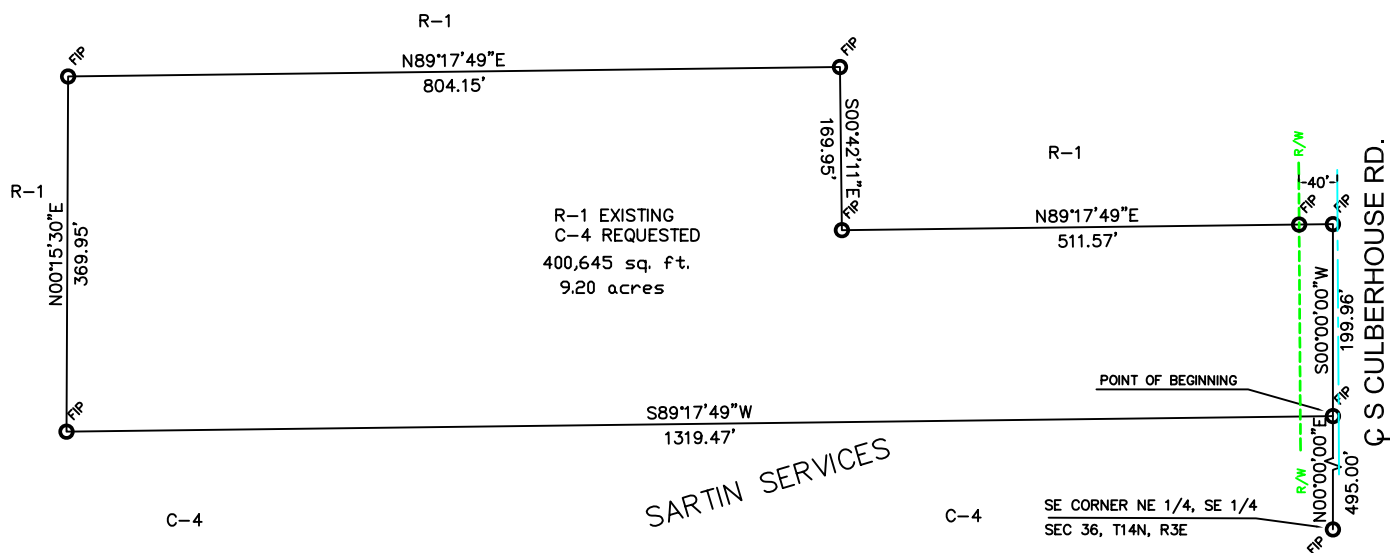 R-1
FIP
FIP
N89°17'49"E
804.15'
S00°42'11"E
169.95'
R-1
R/W
-40'-
R-1
N00°15'30"E
369.95'
R-1 EXISTING
C-4 REQUESTED
400,645 sq. ft.
9.20 acres
FIP
N89°17'49"E
511.57'
FIP
FIP
S00°00'00"W
199.96'
℄ S CULBERHOUSE RD.
POINT OF BEGINNING
FIP
FIP
S89°17'49"W
1319.47'
SARTIN SERVICES
R/W
N00°00'00"E
495.00'
C-4
C-4
SE CORNER NE 1/4, SE 1/4
SEC 36, T14N, R3E
FIP